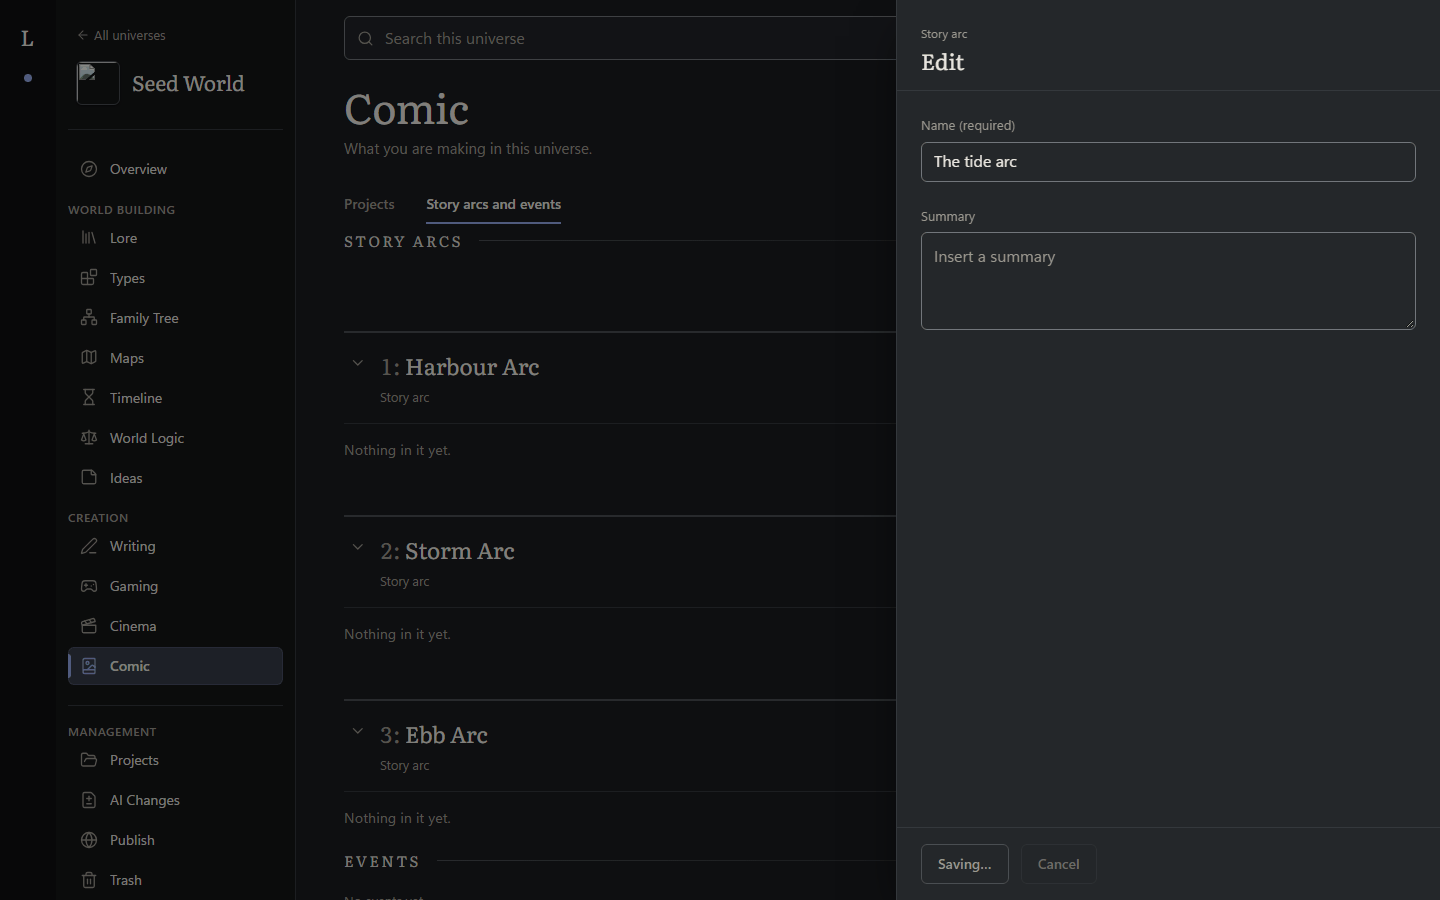 L
All universes
Seed World
Overview
WORLD BUILDING
Lore
Types
Family Tree
Maps
Timeline
World Logic
Ideas
CREATION
Writing
Gaming
Cinema
Comic
MANAGEMENT
Projects
AI Changes
Publish
Trash
Search this universe
Comic
What you are making in this universe.
Projects
Story arcs and events
STORY ARCS
1: Harbour Arc
Story arc
Nothing in it yet.
2: Storm Arc
Story arc
Nothing in it yet.
3: Ebb Arc
Story arc
Nothing in it yet.
EVENTS
No events yet
Story arc
Edit
Name (required)
The tide arc
Summary
Insert a summary
Saving...
Cancel